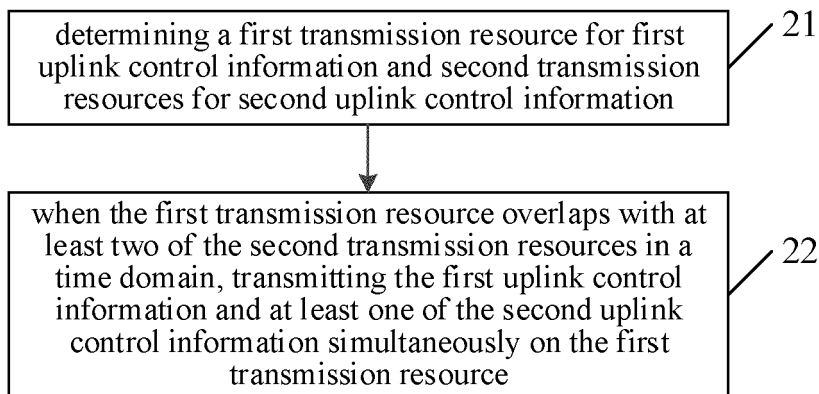 determining a first transmission resource for first
uplink control information and second transmission
resources for second uplink control information
21
when the first transmission resource overlaps with at
least two of the second transmission resources in a
time domain, transmitting the first uplink control
information and at least one of the second uplink
control information simultaneously on the first
transmission resource
22